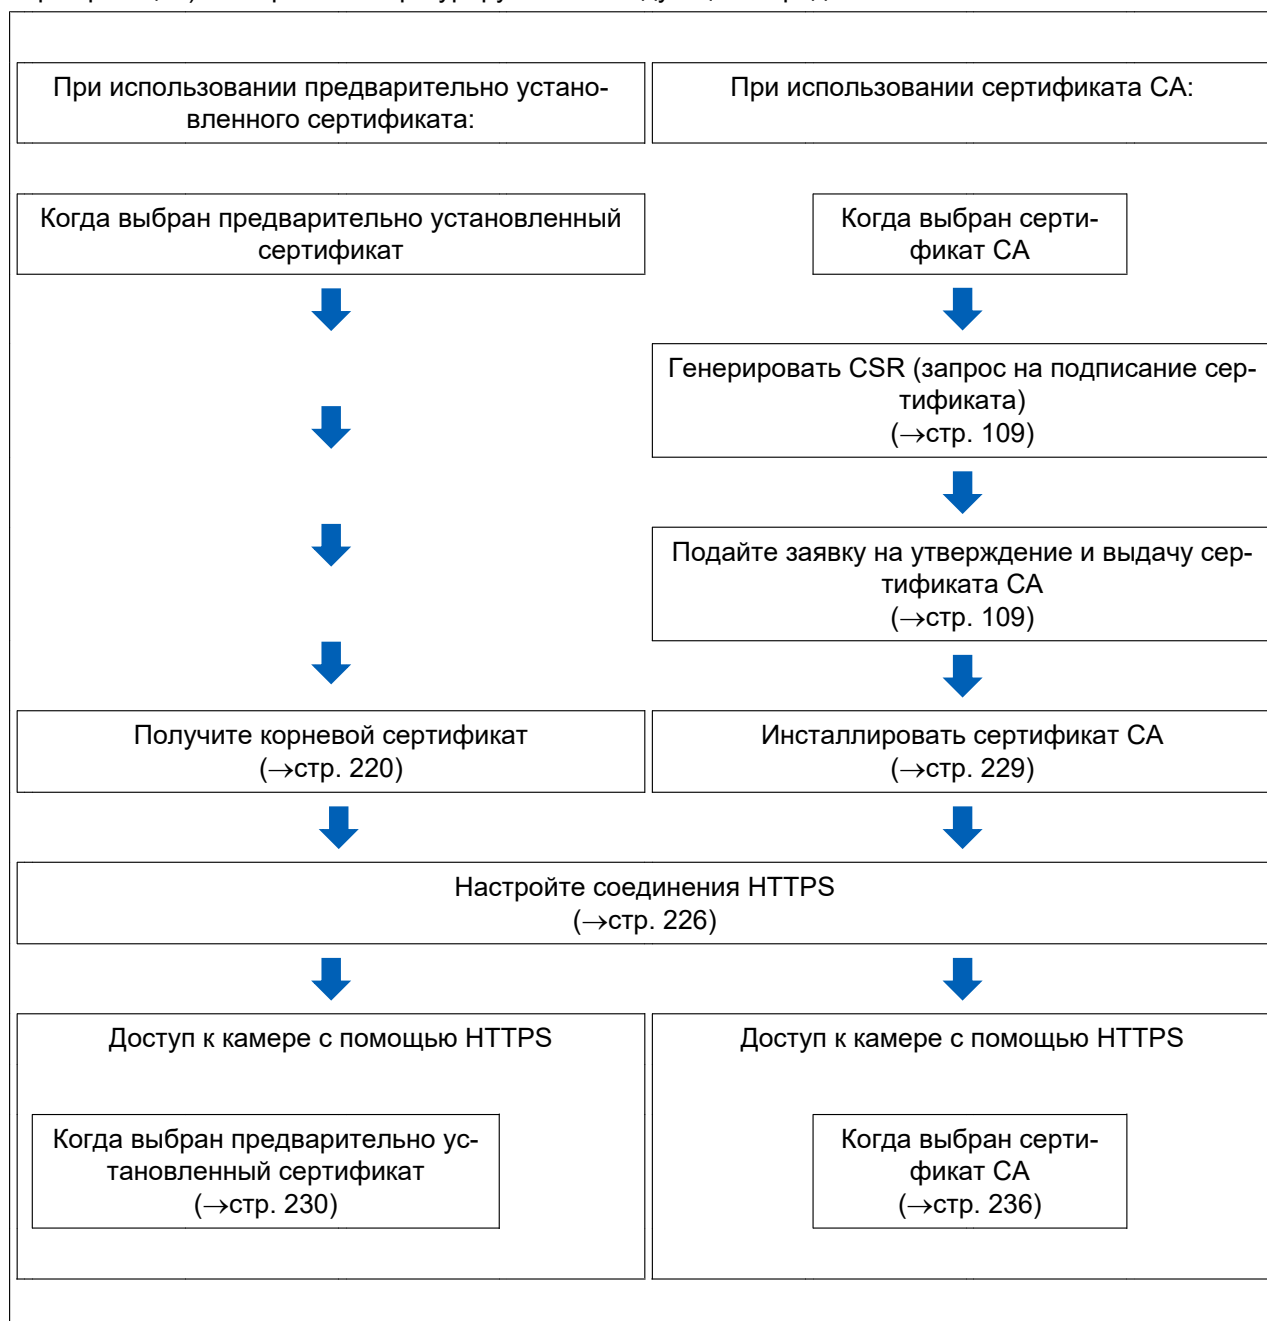 При использовании предварительно уста-
новленного сертификата:
При использовании сертификата CA:
Когда выбран предварительно установленный
сертификат
Когда выбран серти-
фикат CA
Генерировать CSR (запрос на подписание сер-
тификата)
(→стр. 109)
Подайте заявку на утверждение и выдачу сер-
тификата CA
(→стр. 109)
Получите корневой сертификат
(→стр. 220)
Инсталлировать сертификат CA
(→стр. 229)
Настройте соединения HTTPS
(→стр. 226)
Доступ к камере с помощью HTTPS
Когда выбран предварительно ус-
тановленный сертификат
(→стр. 230)
Доступ к камере с помощью HTTPS
Когда выбран серти-
фикат CA
(→стр. 236)